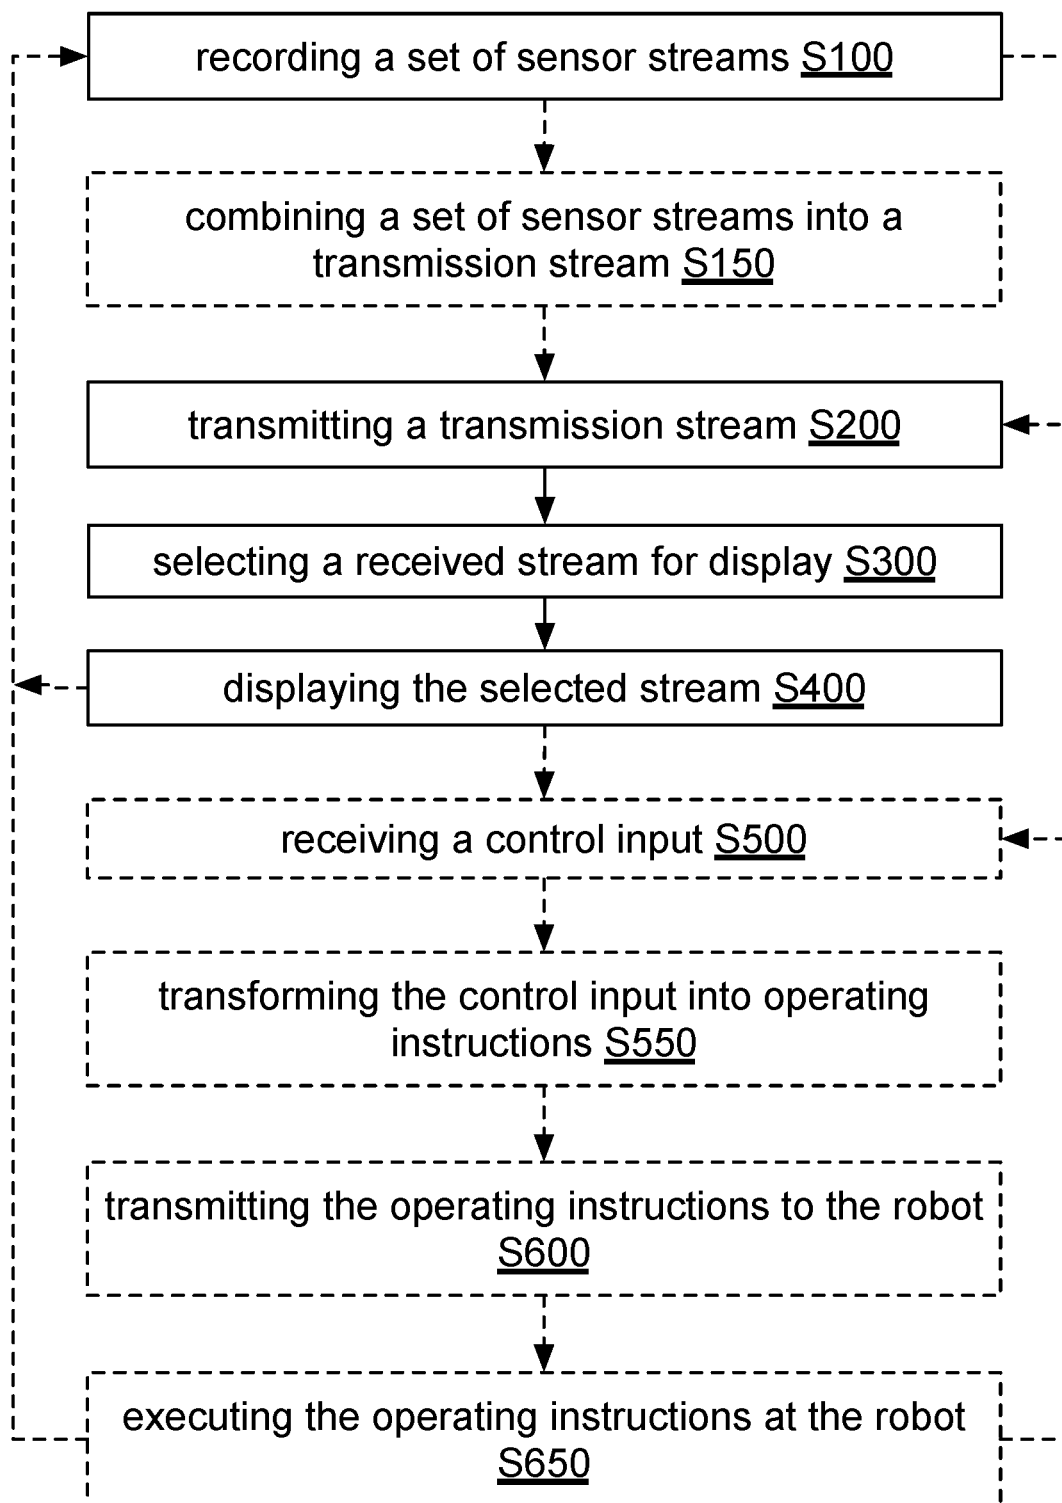 recording a set of sensor streams S100
combining a set of sensor streams into a
transmission stream S150
transmitting a transmission stream S200
selecting a received stream for display S300
displaying the selected stream S400
receiving a control input S500
transforming the control input into operating
instructions S550
transmitting the operating instructions to the robot
S600
executing the operating instructions at the robot
S650